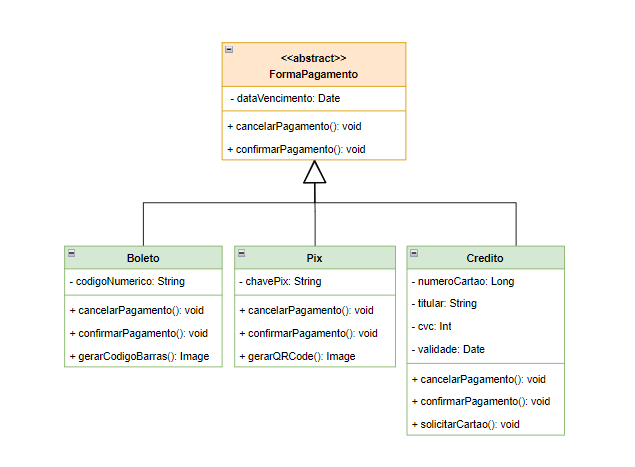 <<abstract>>
FormaPagamento
- dataVencimento: Date
+ cancelarPagamento(): void
+ confirmarPagamento(): void
Boleto
- codigoNumerico: String
+ cancelarPagamento(): void
+ confirmarPagamento(): void
+ gerarCodigoBarras(): Image
Pix
- chavePix: String
+ cancelarPagamento(): void
+ confirmarPagamento(): void
+ gerarQRCode(): Image
Credito
- numeroCartao: Long
- titular: String
- cvc: Int
- validade: Date
+ cancelarPagamento(): void
+ confirmarPagamento(): void
+ solicitarCartao(): void